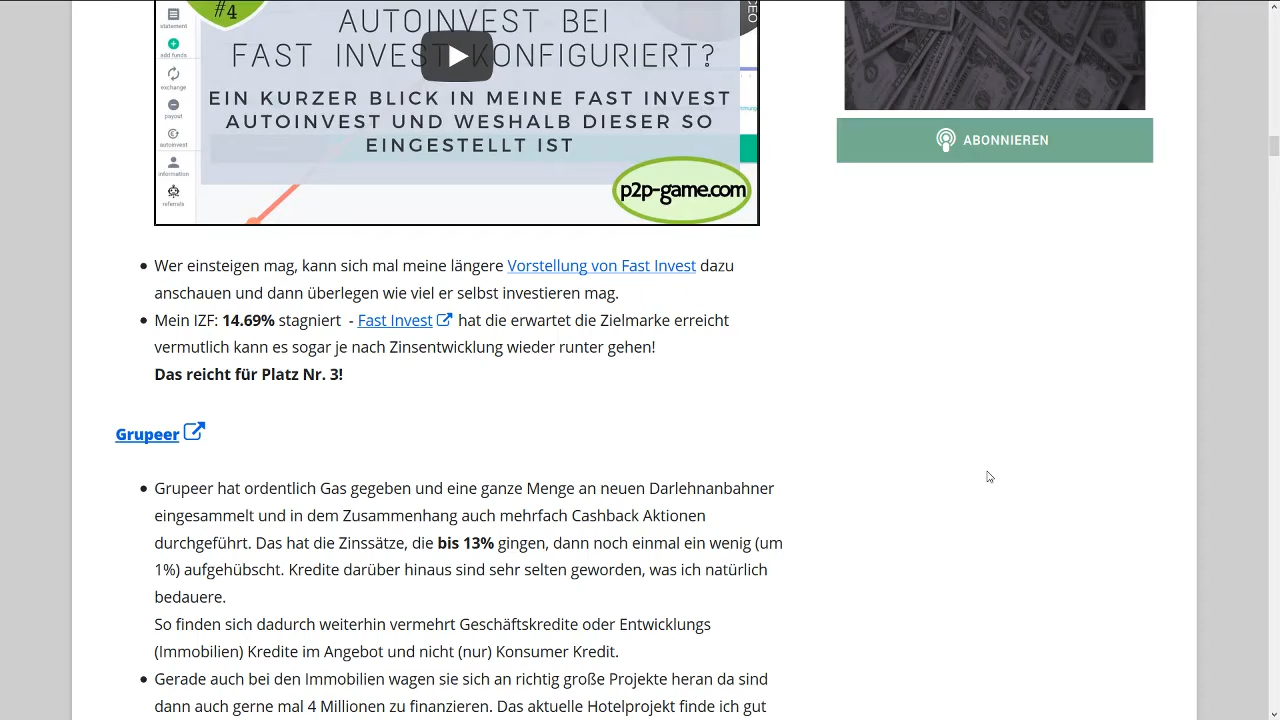 #4
statement
add funds
exchange
payout
autoinvest
information
referrals
AUTOINVEST BE
FAST INVEST KONFIGURIERT?
EIN KURZER BLICK IN MEINE FAST INVEST
AUTOINVEST UND WESHALB DIESER SO
EINGESTELLT IST
p2p-game.com
ABONNIEREN
Wer einsteigen mag, kann sich mal meine längere Vorstellung von Fast Invest dazu
anschauen und dann überlegen wie viel er selbst investieren mag.
Mein IZF: 14.69% stagniert - Fast Invest hat die erwartet die Zielmarke erreicht
vermutlich kann es sogar je nach Zinsentwicklung wieder runter gehen!
Das reicht für Platz Nr. 3!
Grupeer
Grupeer hat ordentlich Gas gegeben und eine ganze Menge an neuen Darlehnanbahner
eingesammelt und in dem Zusammenhang auch mehrfach Cashback Aktionen
durchgeführt. Das hat die Zinssätze, die bis 13% gingen, dann noch einmal ein wenig (um
1%) aufgehübscht. Kredite darüber hinaus sind sehr selten geworden, was ich natürlich
bedauere.
So finden sich dadurch weiterhin vermehrt Geschäftskredite oder Entwicklungs
(Immobilien) Kredite im Angebot und nicht (nur) Konsumer Kredit.
Gerade auch bei den Immobilien wagen sie sich an richtig große Projekte heran da sind
dann auch gerne mal 4 Millionen zu finanzieren. Das aktuelle Hotelprojekt finde ich gut